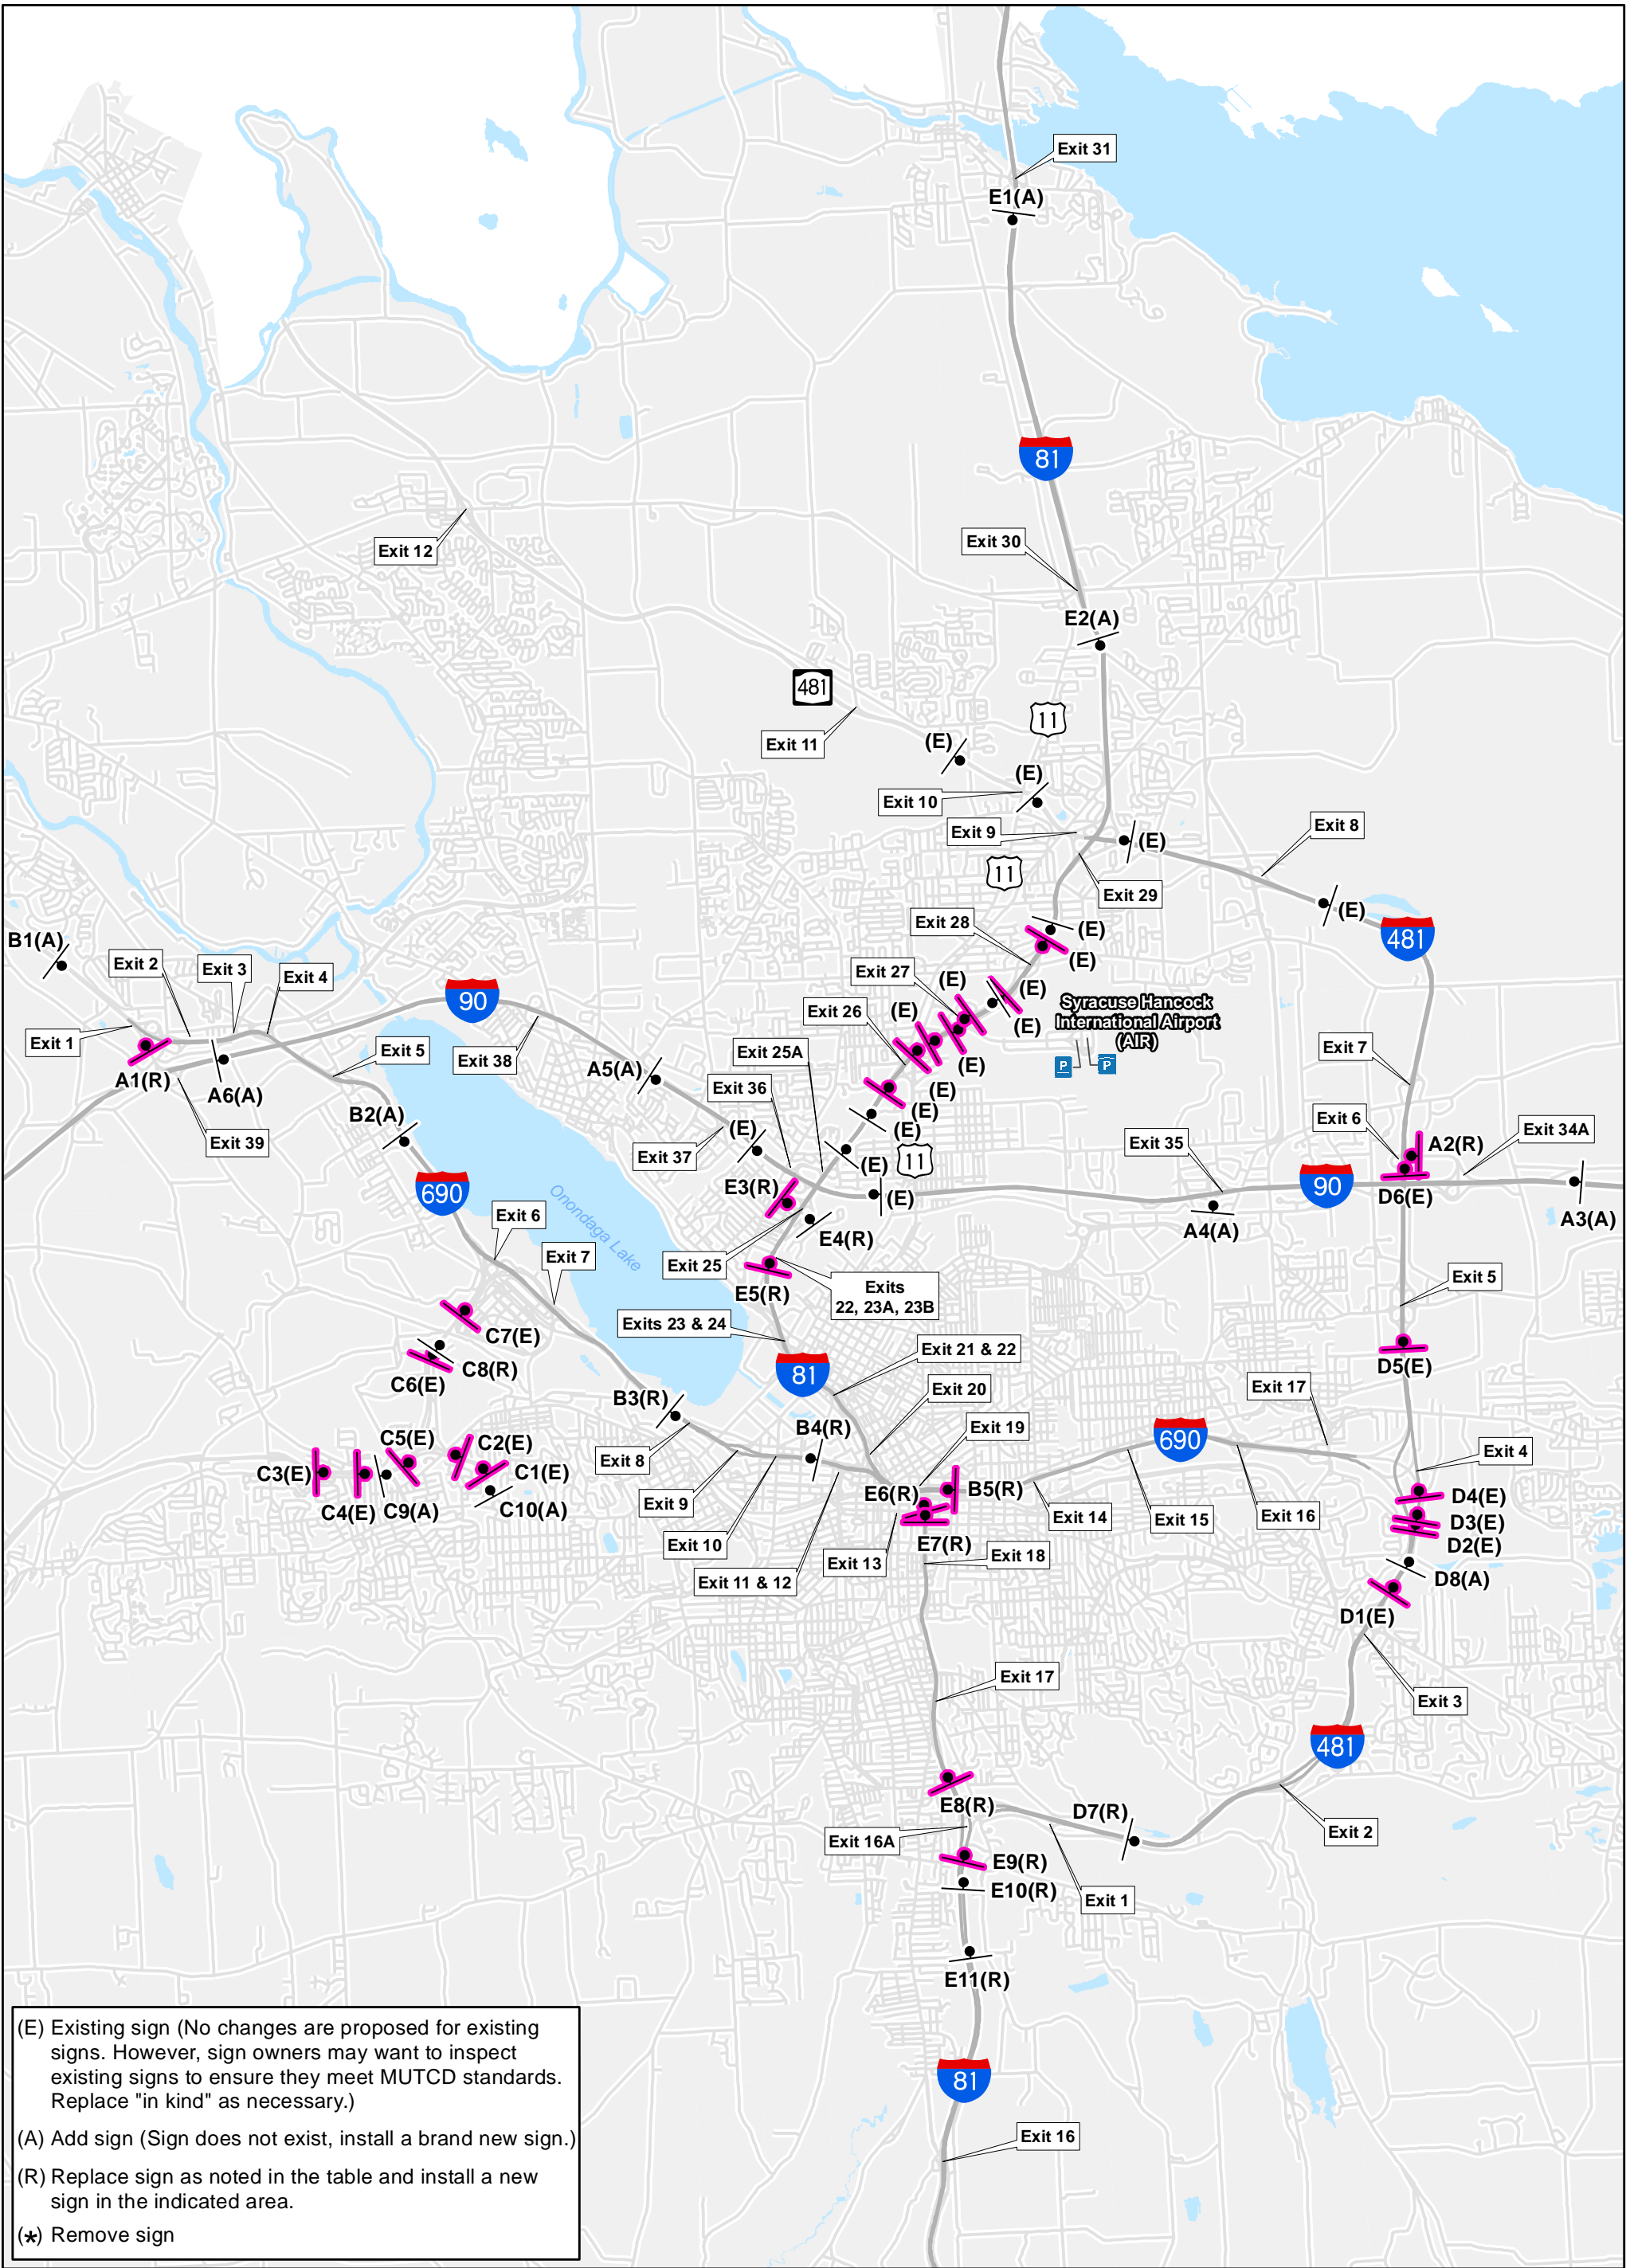 Exit 31
E1(A)
81
Exit 12
Exit 30
E2(A)
481
11
Exit 11
(E)
(E)
Exit 10
Exit 9
(E)
Exit 8
11
Exit 29
(E)
481
Exit 28
(E)
(E)
B1(A)
Exit 2
Exit 3
Exit 4
90
Exit 27
(E)
(E)
Syracuse Hancock
International Airport
(AIR)
Exit 26
(E)
(E)
P
P
Exit 1
Exit 5
Exit 38
Exit 25A
(E)
Exit 7
A1(R)
A6(A)
A5(A)
Exit 36
(E)
(E)
B2(A)
Exit 39
(E)
(E)
Exit 37
(E)
11
Exit 35
Exit 6
A2(R)
Exit 34A
690
E3(R)
(E)
90
D6(E)
A3(A)
Onondaga Lake
Exit 6
E4(R)
A4(A)
Exit 7
Exit 25
E5(R)
Exits
22, 23A, 23B
Exit 5
C7(E)
Exits 23 & 24
C8(R)
C6(E)
81
Exit 21 & 22
D5(E)
Exit 20
Exit 17
B3(R)
B4(R)
Exit 19
690
C5(E)
C2(E)
Exit 8
Exit 4
C3(E)
C1(E)
C4(E)
C9(A)
C10(A)
Exit 9
E6(R)
B5(R)
D4(E)
Exit 14
Exit 15
Exit 16
D3(E)
Exit 10
E7(R)
D2(E)
Exit 13
Exit 18
Exit 11 & 12
D8(A)
D1(E)
Exit 17
Exit 3
481
E8(R)
D7(R)
Exit 16A
Exit 2
E9(R)
E10(R)
Exit 1
E11(R)
81
Exit 16
(E) Existing sign (No changes are proposed for existing
signs. However, sign owners may want to inspect
existing signs to ensure they meet MUTCD standards.
Replace "in kind" as necessary.)
(A) Add sign (Sign does not exist, install a brand new sign.)
(R) Replace sign as noted in the table and install a new
sign in the indicated area.
(*) Remove sign